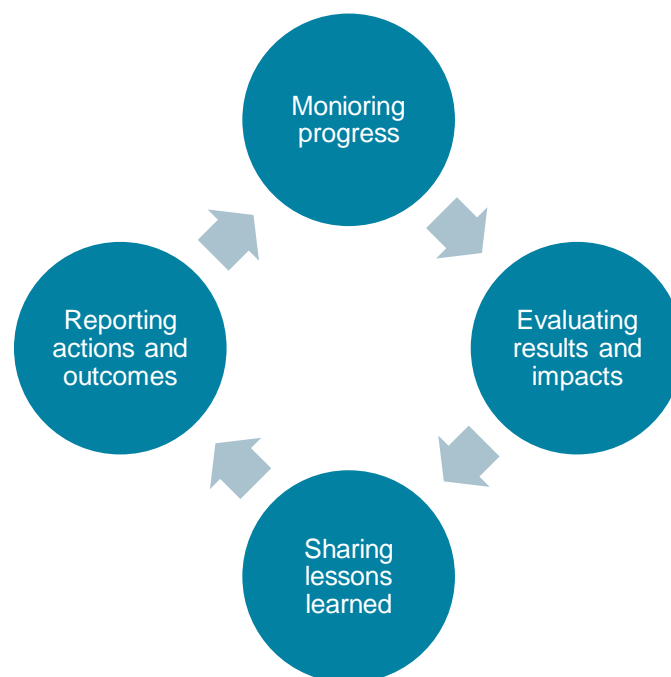 Monioring
progress
Reporting
actions and
outcomes
Evaluating
results and
impacts
Sharing
lessons
learned